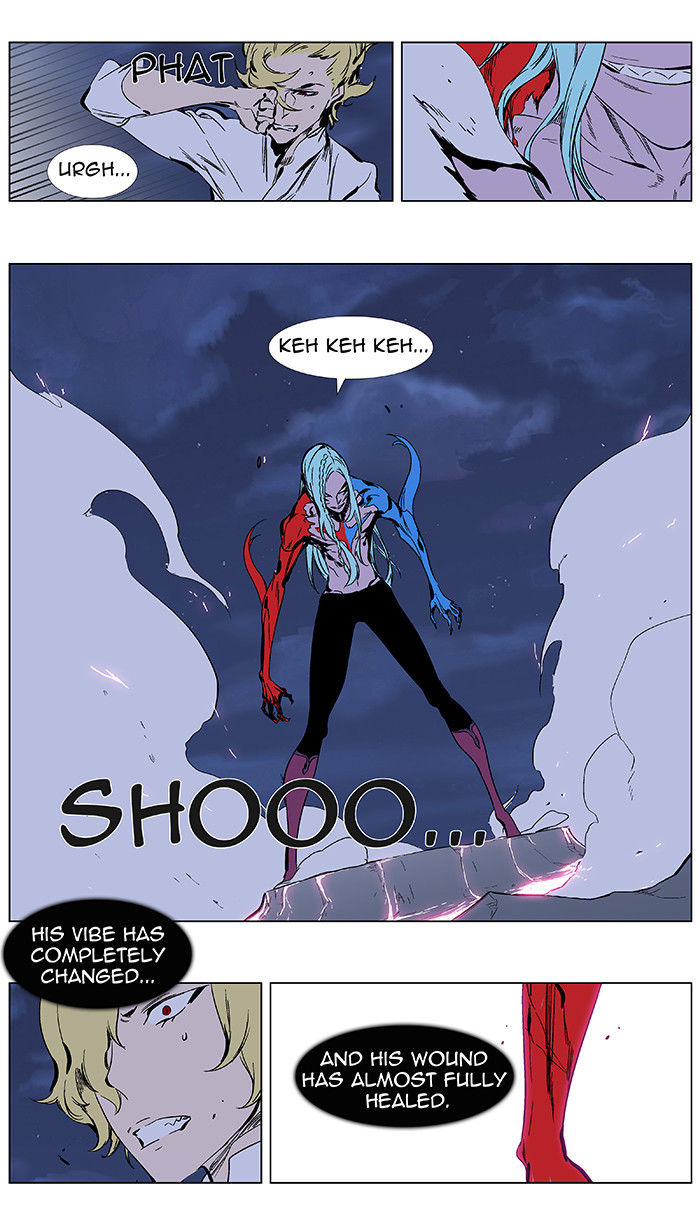 PHAT
URGH...
KEH KEH KEH...
SHOOO...
HIS VIBE HAS
COMPLETELY
CHANGED...
AND HIS WOUND
HAS ALMOST FULLY
HEALED.